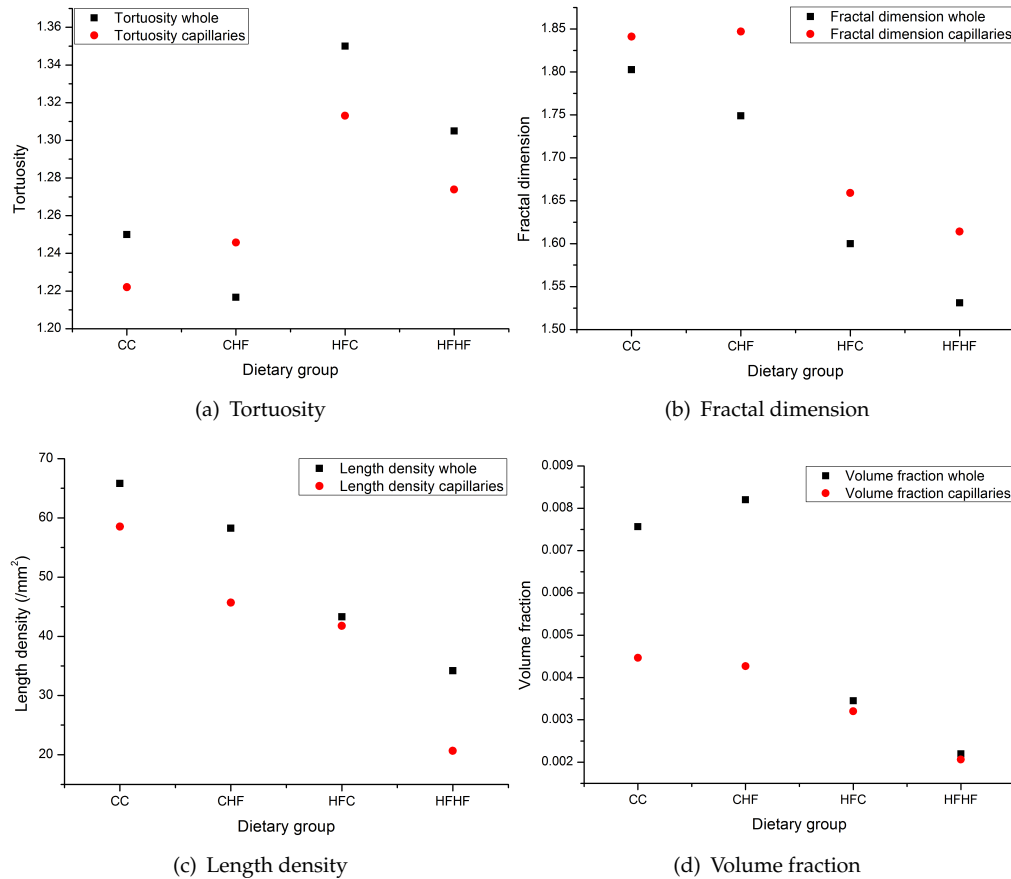 Tortuosity whole
Tortuosity capillaries
1.36
1.34
1.32
1.30
1.28
1.26
1.24
1.22
1.20
Tortuosity
CC CHF HFC HFHF
Dietary group
(a) Tortuosity
Fractal dimension whole
Fractal dimension capillaries
1.85
1.80
1.75
1.70
1.65
1.60
1.55
1.50
Fractal dimension
CC CHF HFC HFHF
Dietary group
(b) Fractal dimension
Length density whole
Length density capillaries
70
60
50
40
30
20
Length density (/mm²)
CC CHF HFC HFHF
Dietary group
(c) Length density
Volume fraction whole
Volume fraction capillaries
0.009
0.008
0.007
0.006
0.005
0.004
0.003
0.002
Volume fraction
CC CHF HFC HFHF
Dietary group
(d) Volume fraction